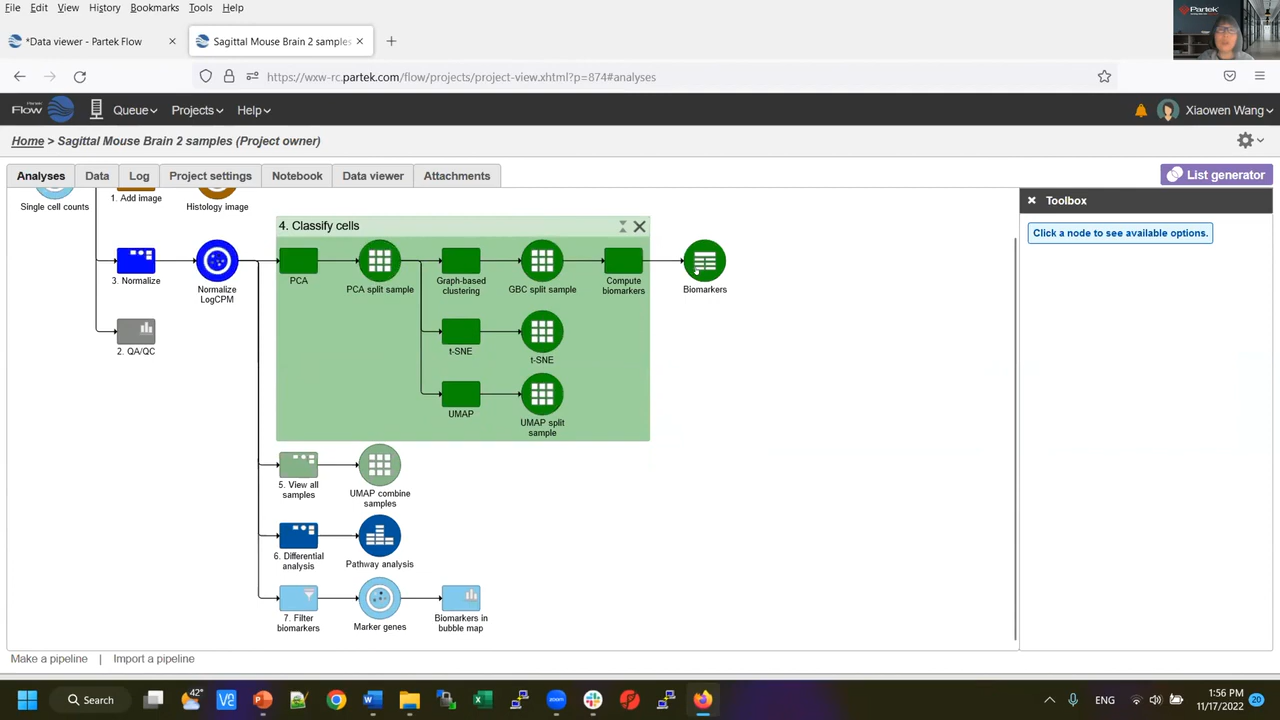 File Edit View History Bookmarks Tools Help
Partek
*Data viewer - Partek Flow
Sagittal Mouse Brain 2 samples
https://wxw-rc.partek.com/flow/projects/project-view.xhtml?p=874#analyses
Flow Queue Projects Help Xiaowen Wang
Home > Sagittal Mouse Brain 2 samples (Project owner)
Analyses Data Log Project settings Notebook Data viewer Attachments List generator
Single cell counts
1. Add image
Histology image
Toolbox
Click a node to see available options.
4. Classify cells
3. Normalize
Normalize
LogCPM
PCA
PCA split sample
Graph-based
clustering
GBC split sample
Compute
biomarkers
Biomarkers
2. QA/QC
t-SNE
t-SNE
UMAP
UMAP split
sample
5. View all
samples
UMAP combine
samples
6. Differential
analysis
Pathway analysis
7. Filter
biomarkers
Marker genes
Biomarkers in
bubble map
Make a pipeline | Import a pipeline
42°
Search
ENG
1:56 PM
11/17/2022
20